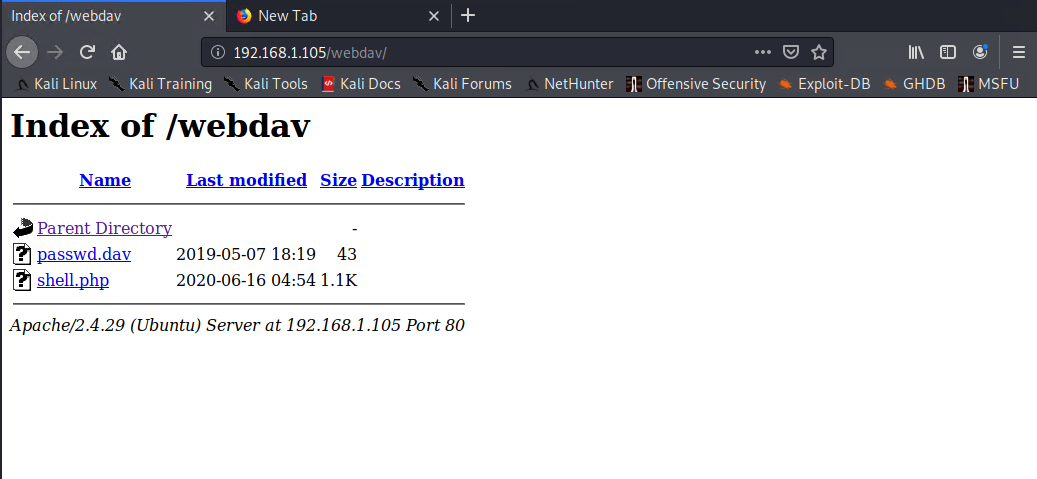 Index of /webdav New Tab
192.168.1.105/webdav/
Kali Linux Kali Training Kali Tools Kali Docs Kali Forums NetHunter Offensive Security Exploit-DB GHDB MSFU
Index of /webdav
Name Last modified Size Description
Parent Directory -
passwd.dav 2019-05-07 18:19 43
shell.php 2020-06-16 04:54 1.1K
Apache/2.4.29 (Ubuntu) Server at 192.168.1.105 Port 80